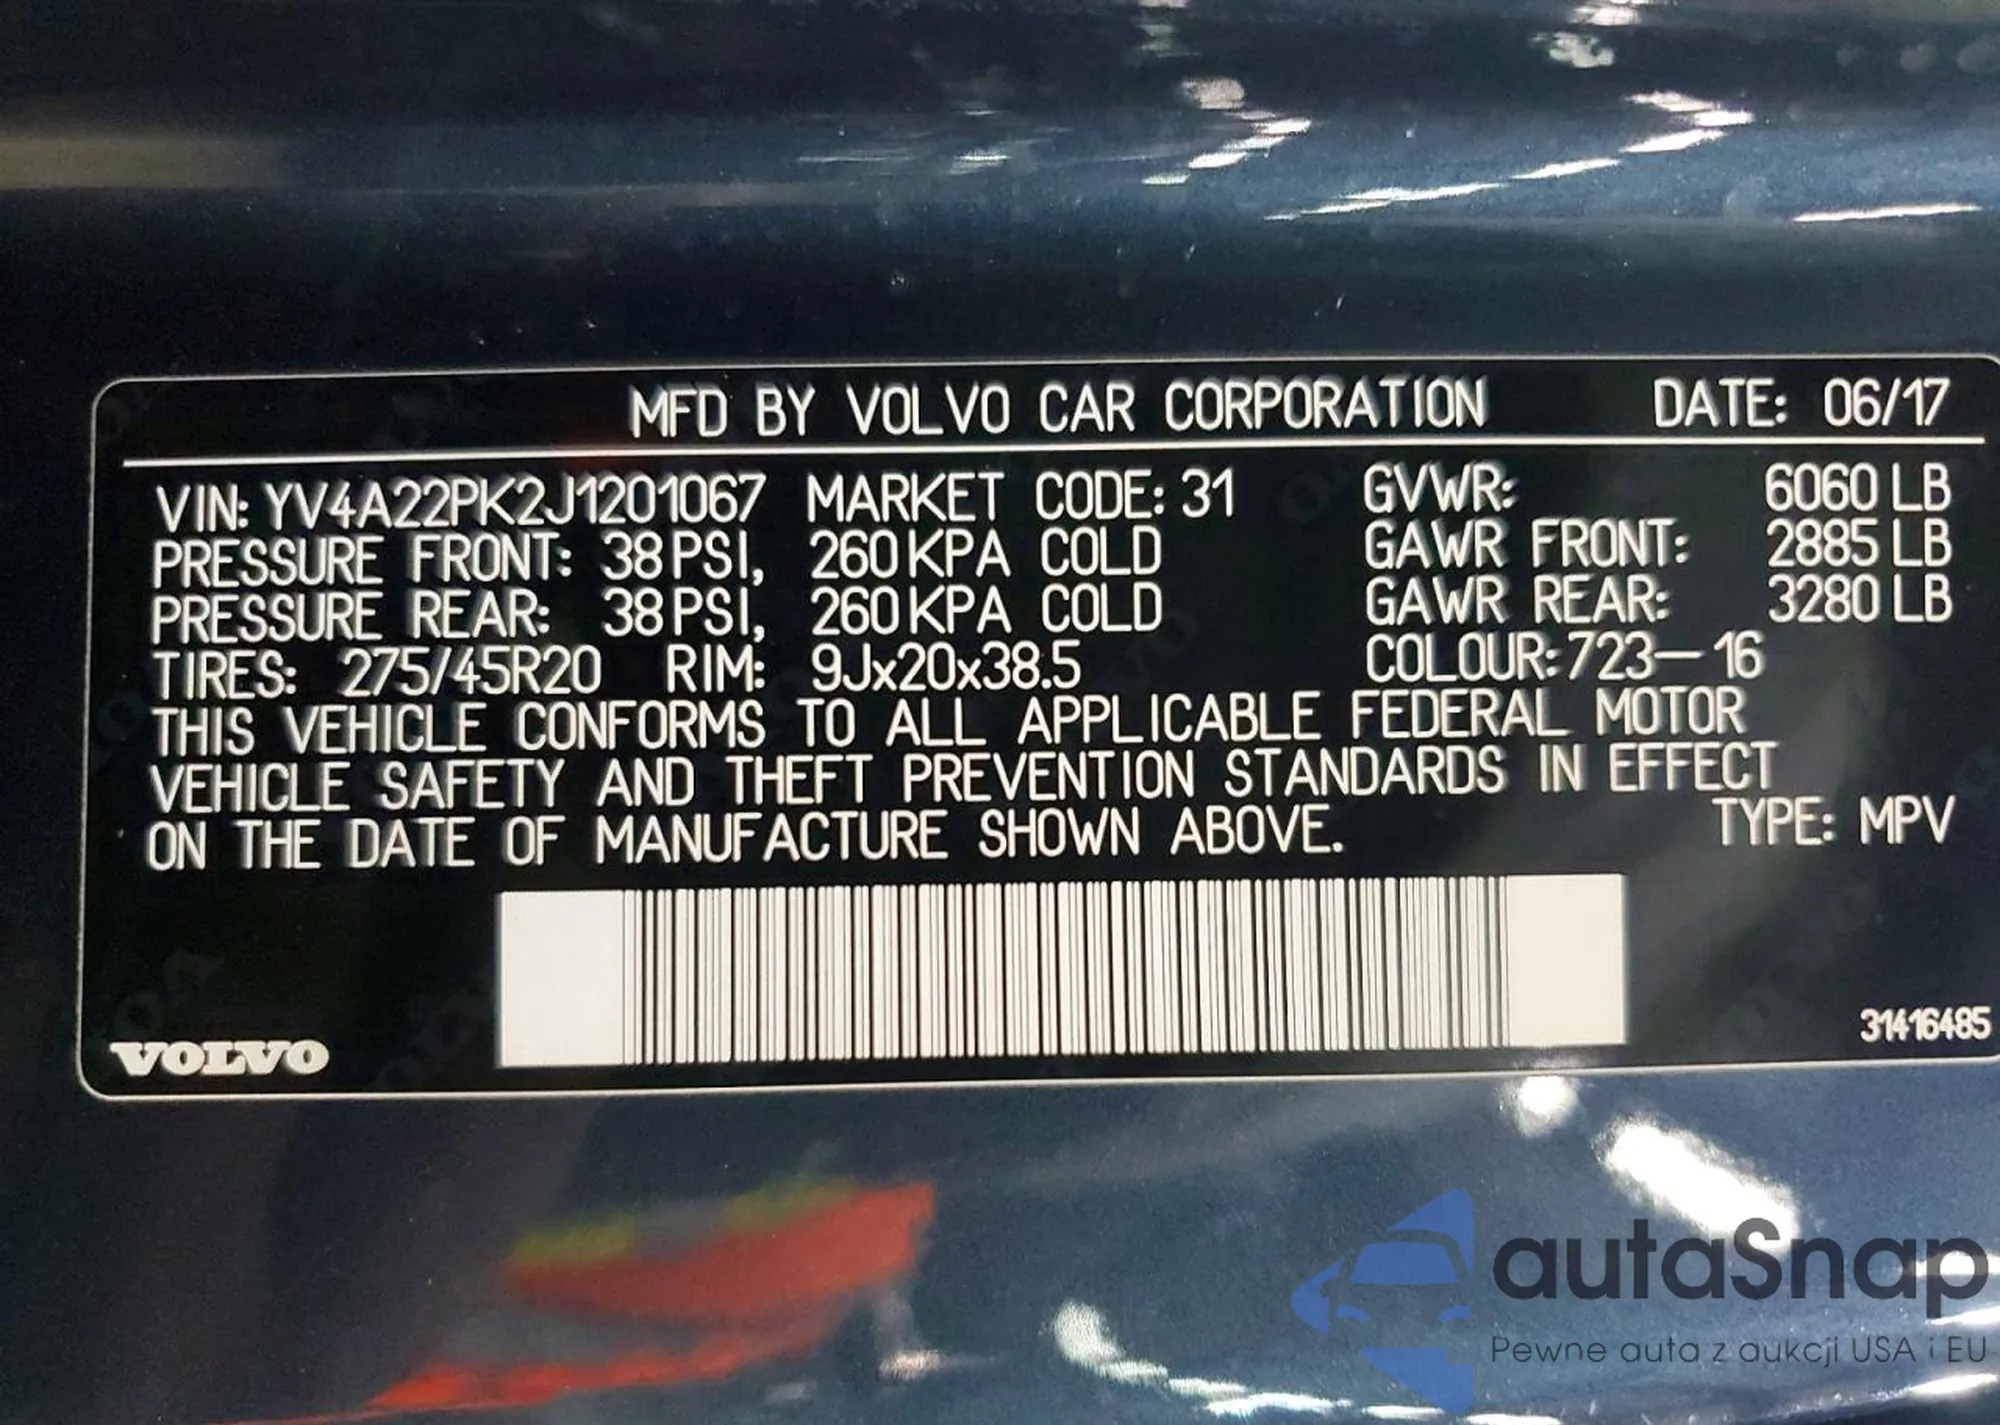 MFD BY VOLVO CAR CORPORATION DATE: 06/17
VIN: YV4A22PK2J1201067 MARKET CODE: 31 GVWR: 6060 LB
PRESSURE FRONT: 38 PSI, 260 KPA COLD GAWR FRONT: 2885 LB
PRESSURE REAR: 38 PSI, 260 KPA COLD GAWR REAR: 3280 LB
TIRES: 275/45R20 RIM: 9Jx20x38.5 COLOUR: 723-16
THIS VEHICLE CONFORMS TO ALL APPLICABLE FEDERAL MOTOR
VEHICLE SAFETY AND THEFT PREVENTION STANDARDS IN EFFECT
ON THE DATE OF MANUFACTURE SHOWN ABOVE. TYPE: MPV
31416485
VOLVO
autaSnap
Pewne auta z aukcji USA i EU